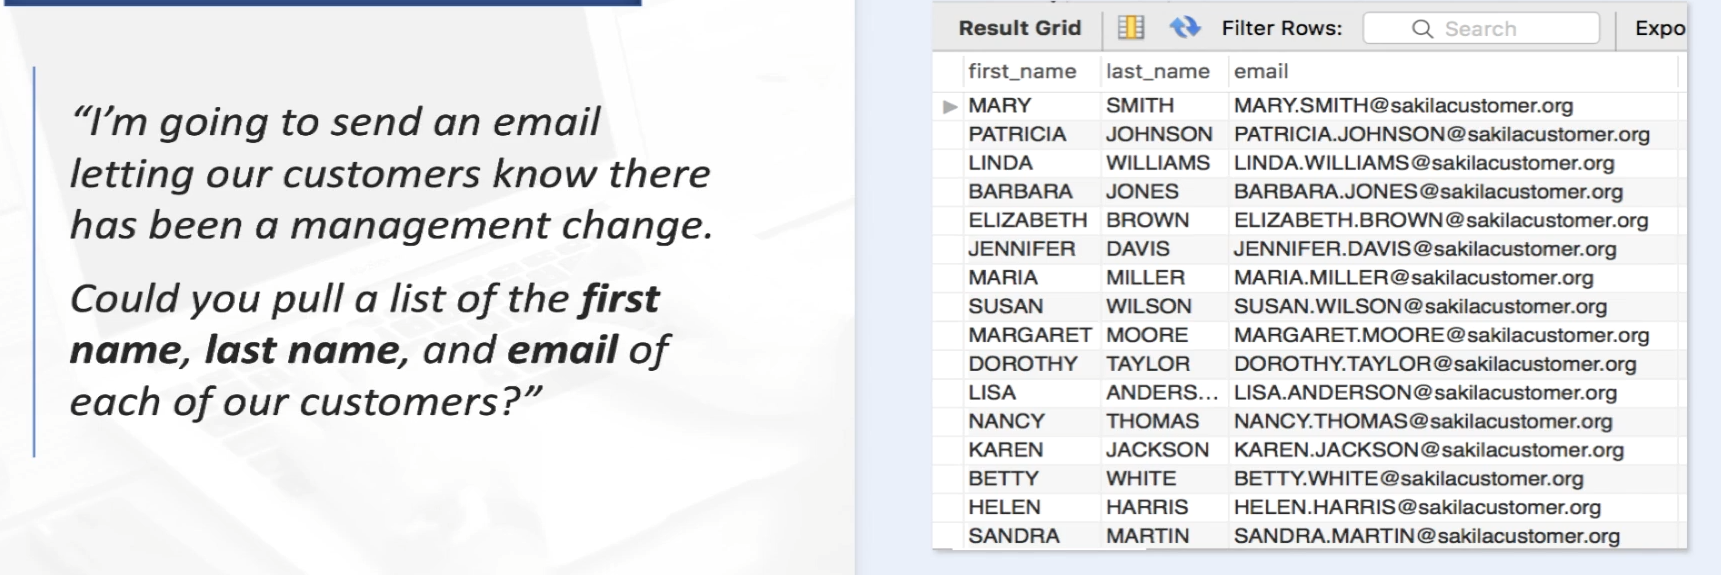 “I’m going to send an email
letting our customers know there
has been a management change.
Could you pull a list of the first
name, last name, and email of
each of our customers?”
Result Grid Filter Rows: Search Expo
first_name last_name email
MARY SMITH MARY.SMITH@sakilacustomer.org
PATRICIA JOHNSON PATRICIA.JOHNSON@sakilacustomer.org
LINDA WILLIAMS LINDA.WILLIAMS@sakilacustomer.org
BARBARA JONES BARBARA.JONES@sakilacustomer.org
ELIZABETH BROWN ELIZABETH.BROWN@sakilacustomer.org
JENNIFER DAVIS JENNIFER.DAVIS@sakilacustomer.org
MARIA MILLER MARIA.MILLER@sakilacustomer.org
SUSAN WILSON SUSAN.WILSON@sakilacustomer.org
MARGARET MOORE MARGARET.MOORE@sakilacustomer.org
DOROTHY TAYLOR DOROTHY.TAYLOR@sakilacustomer.org
LISA ANDERS... LISA.ANDERSON@sakilacustomer.org
NANCY THOMAS NANCY.THOMAS@sakilacustomer.org
KAREN JACKSON KAREN.JACKSON@sakilacustomer.org
BETTY WHITE BETTY.WHITE@sakilacustomer.org
HELEN HARRIS HELEN.HARRIS@sakilacustomer.org
SANDRA MARTIN SANDRA.MARTIN@sakilacustomer.org